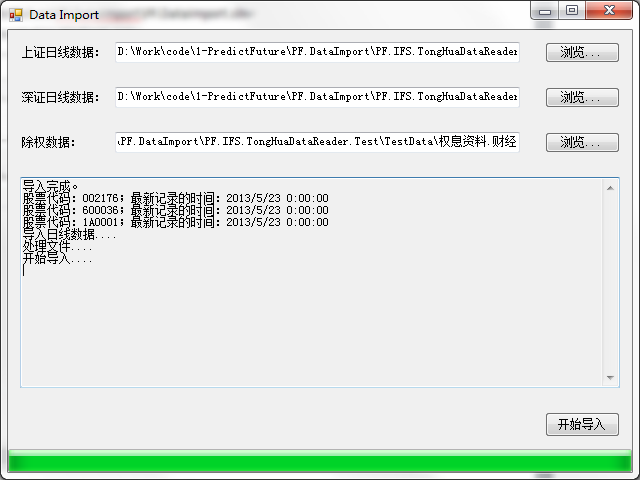 Data Import
上证日线数据: D:\Work\code\1-PredictFuture\PF.DataImport\PF.IFS.TongHuaDataReader 浏览...
深证日线数据: D:\Work\code\1-PredictFuture\PF.DataImport\PF.IFS.TongHuaDataReader 浏览...
除权数据: .PF.DataImport\PF.IFS.TongHuaDataReader.Test\TestData\权息资料.财经 浏览...
导入完成。
股票代码: 002176; 最新记录的时间: 2013/5/23 0:00:00
股票代码: 600036; 最新记录的时间: 2013/5/23 0:00:00
股票代码: 1A0001; 最新记录的时间: 2013/5/23 0:00:00
导入日线数据....
处理文件....
开始导入....
开始导入